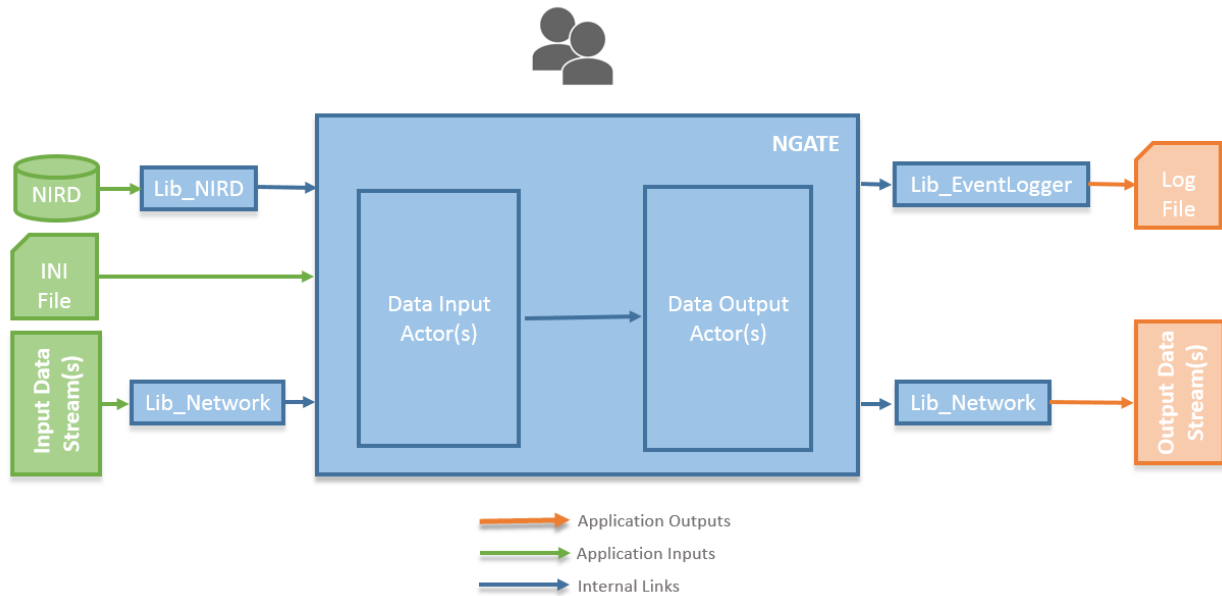 NGATE
NIRD
Lib_NIRD
Lib_EventLogger
Log
File
INI
File
Data Input
Actor(s)
Data Output
Actor(s)
Input Data
Stream(s)
Lib_Network
Lib_Network
Output Data
Stream(s)
Application Outputs
Application Inputs
Internal Links